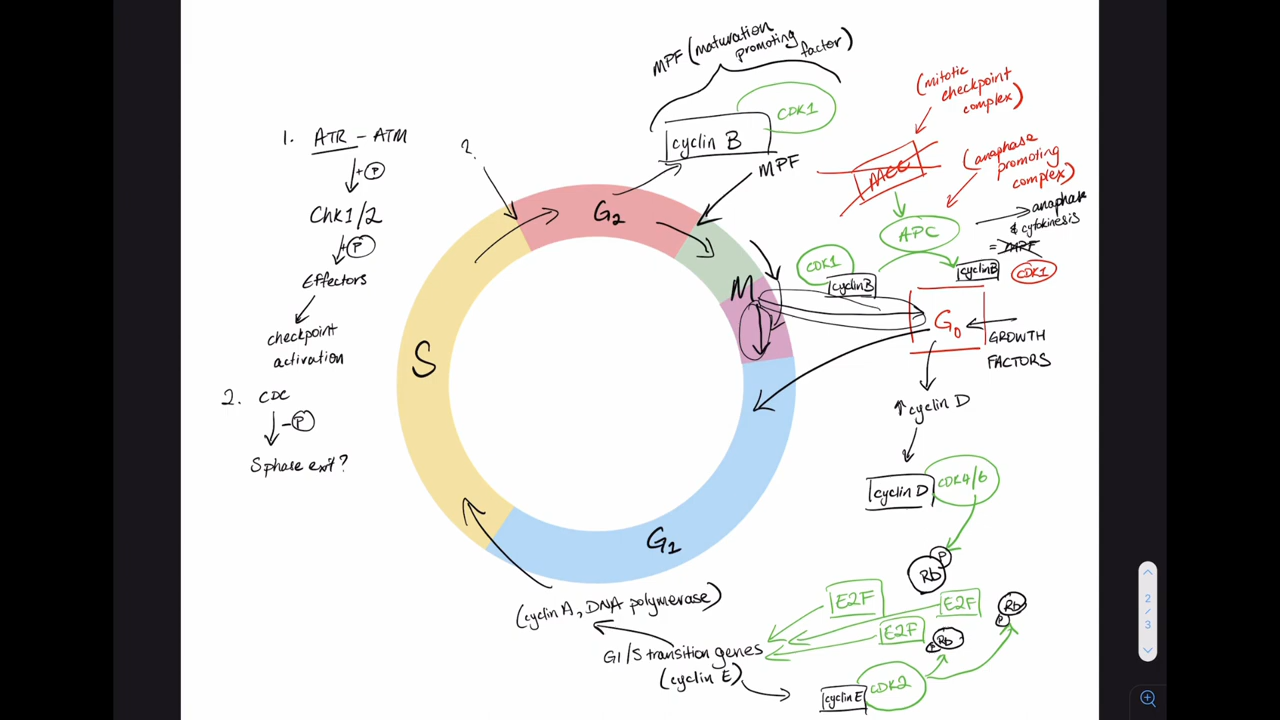 MPF (maturation
promoting
factor)
CDK1
cyclin B
MPF
?
1. ATR - ATM
+ P
Chk1/2
+ P
Effectors
checkpoint
activation
2. CDC
- P
S phase exit?
G2
S
M
G1
(mitotic
checkpoint
complex)
MCC
(anaphase
promoting
complex)
APC
anaphase
& cytokinesis
= MPF
cyclin B
CDK1
CDK1
cyclin B
G0
GROWTH
FACTORS
↑ cyclin D
cyclin D
CDK4/6
P
Rb
E2F
E2F
E2F
Rb
P
Rb
P
G1/S transition genes
(cyclin E)
cyclin E
CDK2
(cyclin A, DNA polymerase)
2
/
3